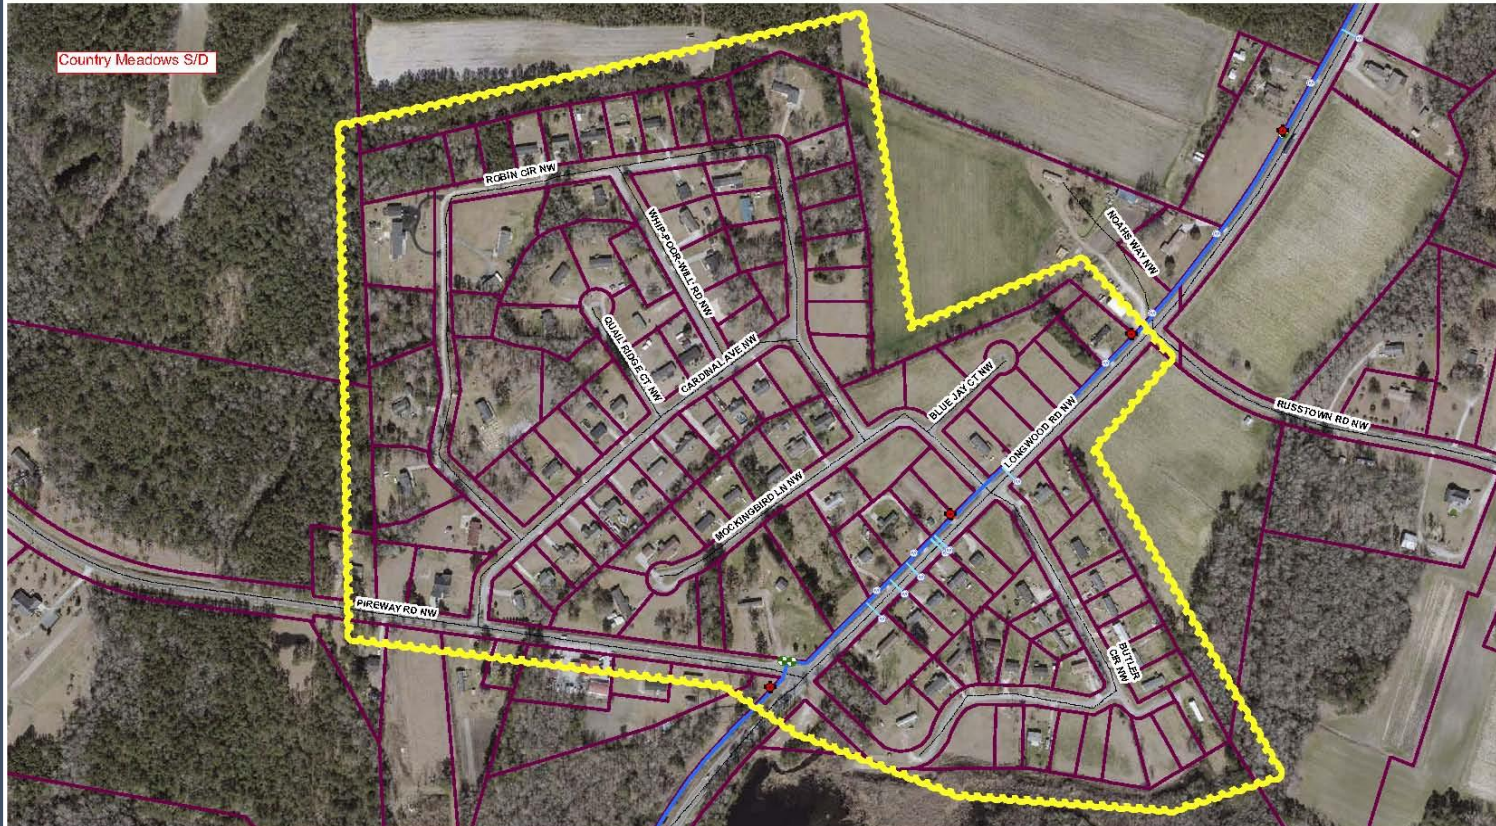 Country Meadows S/D
ROBIN CIR NW
WHIP-POOR-WILL RD NW
NOAHS WAY NW
QUAIL RIDGE CT NW
CARDINAL AVE NW
BLUE JAY CT NW
LONGWOOD RD NW
RUSSTOWN RD NW
MOCKINGBIRD LN NW
PIREWAY RD NW
BUTLER
CIR NW